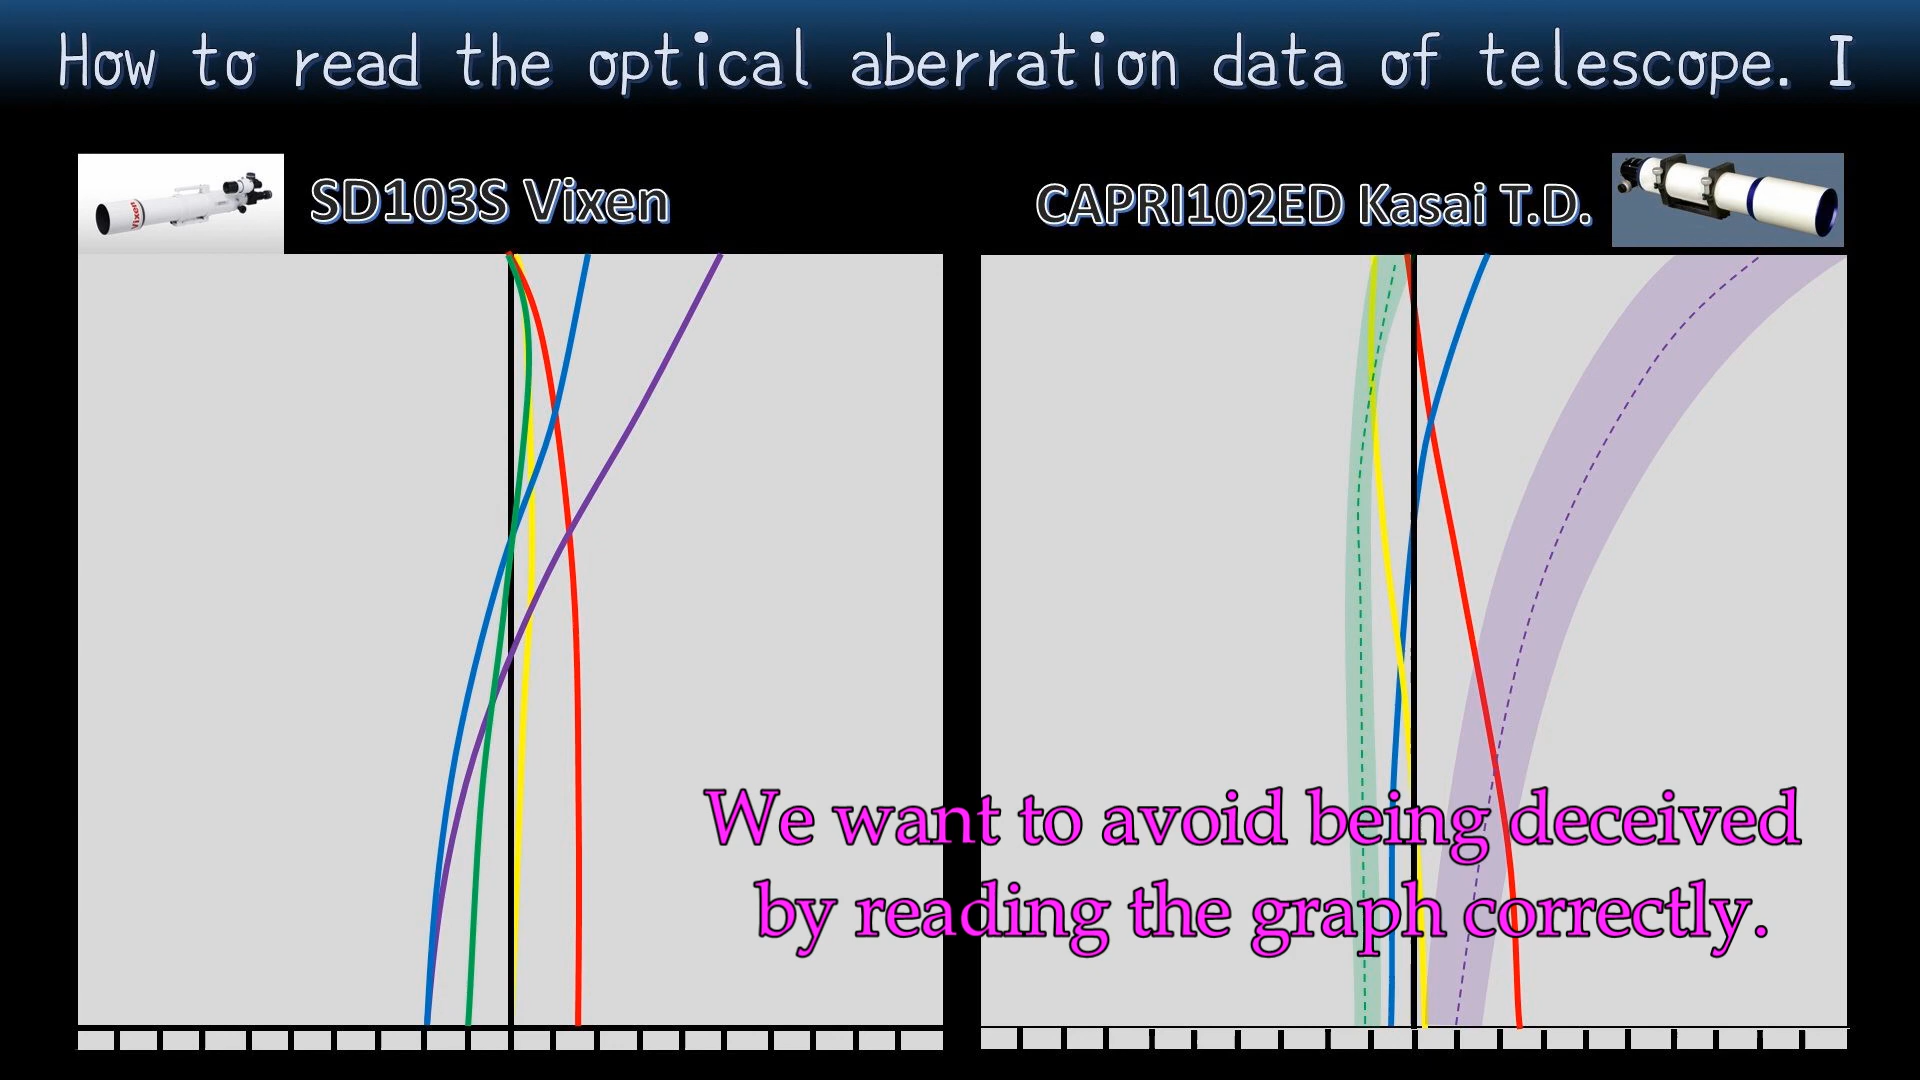 How to read the optical aberration data of telescope. I
SD103S Vixen
CAPRI102ED Kasai T.D.
Vixen
We want to avoid being deceived
by reading the graph correctly.